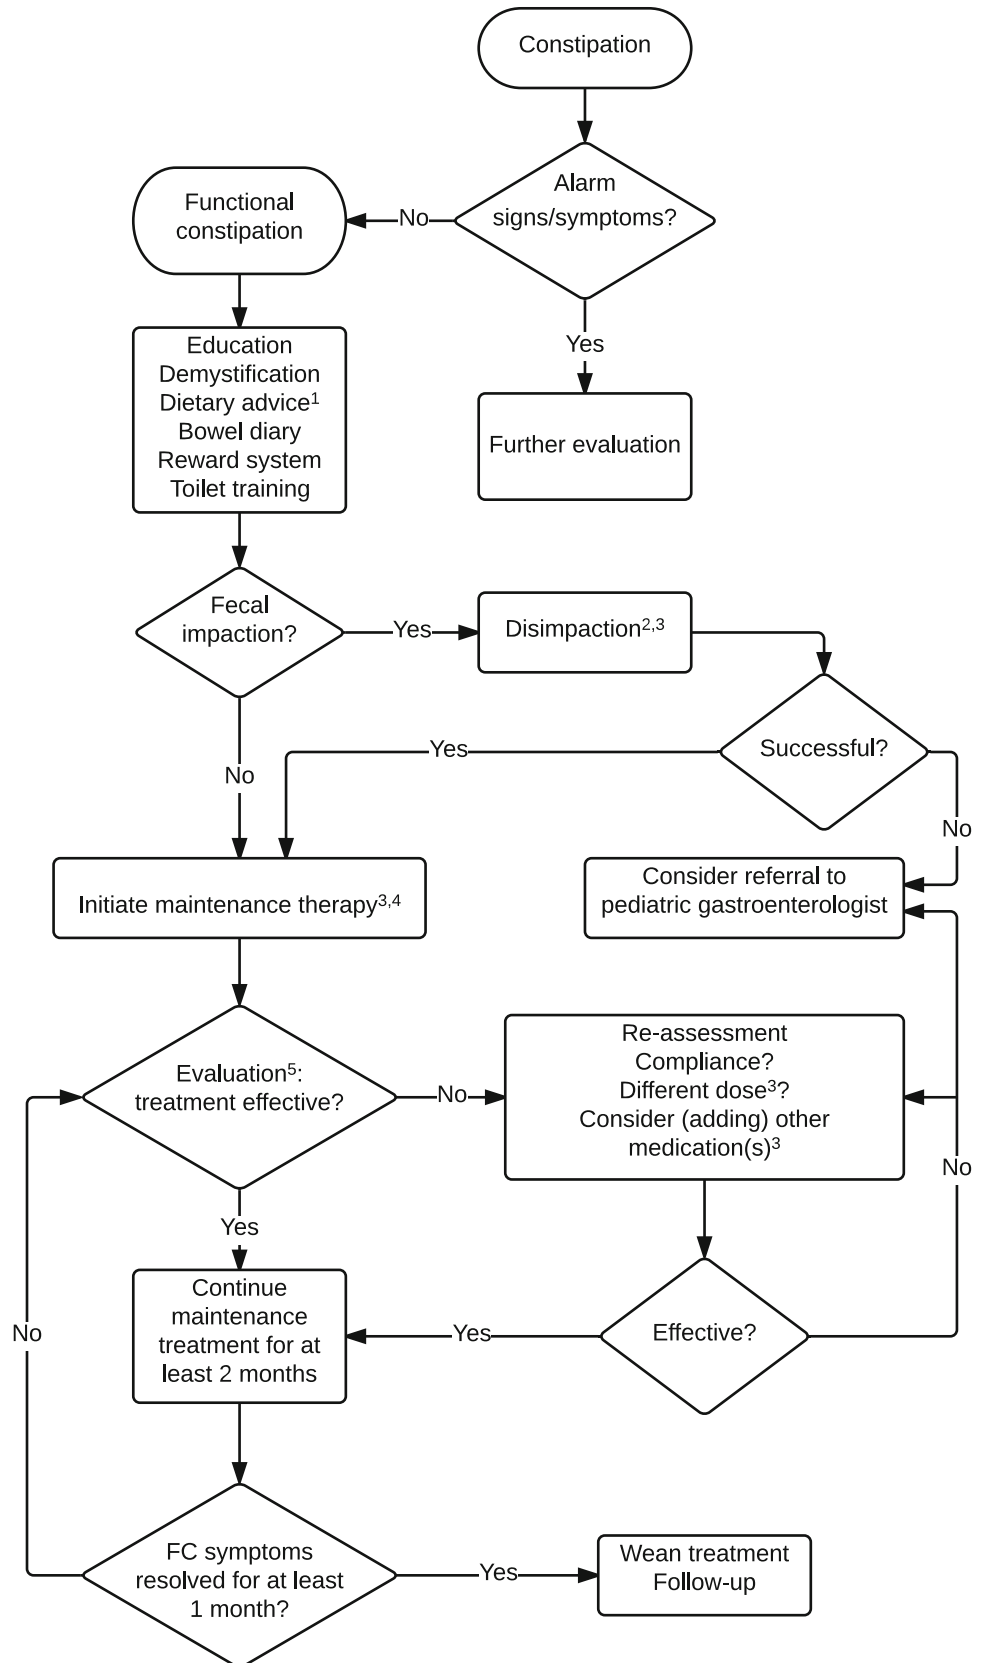 Constipation
Alarm
signs/symptoms?
No
Functional
constipation
Yes
Education
Demystification
Dietary advice¹
Bowel diary
Reward system
Toilet training
Further evaluation
Fecal
impaction?
Yes
Disimpaction²,³
Successful?
Yes
No
No
Initiate maintenance therapy³,⁴
Consider referral to
pediatric gastroenterologist
Evaluation⁵:
treatment effective?
No
Re-assessment
Compliance?
Different dose³?
Consider (adding) other
medication(s)³
No
Yes
Continue
maintenance
treatment for at
least 2 months
Yes
Effective?
No
FC symptoms
resolved for at least
1 month?
Yes
Wean treatment
Follow-up